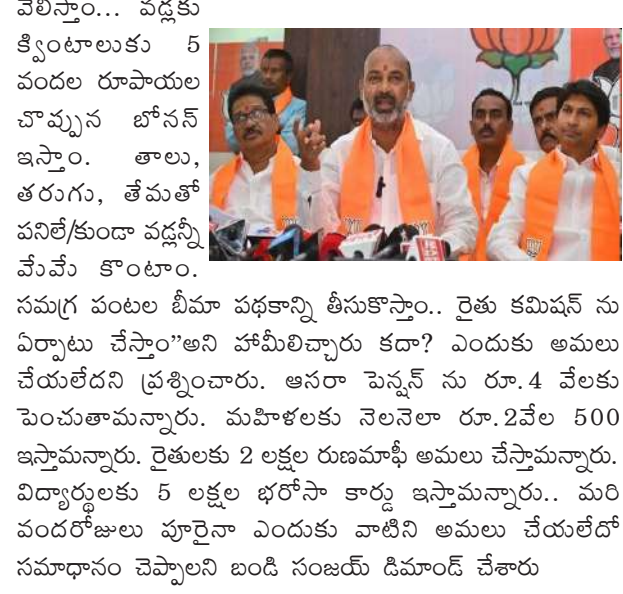 వెలిస్తాం... వడ్లకు
క్వింటాలుకు 5
వందల రూపాయల
చొవ్పున బోనస్
ఇస్తాం. తాలు,
తరుగు, తేమతో
పనిలే/కుండా వడ్లన్నీ
మేమే కొంటాం.
సమగ్ర పంటల బీమా పథకాన్ని తీసుకొస్తాం.. రైతు కమిషన్ ను
ఏర్పాటు చేస్తాం”అని హామీలిచ్చారు కదా? ఎందుకు అమలు
చేయలేదని ప్రశ్నించారు. ఆసరా పెన్షన్ ను రూ.4 వేలకు
పెంచుతామన్నారు. మహిళలకు నెలనెలా రూ.2వేల 500
ఇస్తామన్నారు. రైతులకు 2 లక్షల రుణమాఫీ అమలు చేస్తామన్నారు.
విద్యార్థులకు 5 లక్షల భరోసా కార్డు ఇస్తామన్నారు.. మరి
వందరోజులు పూరైనా ఎందుకు వాటిని అమలు చేయలేదో
సమాధానం చెప్పాలని బండి సంజయ్ డిమాండ్ చేశారు